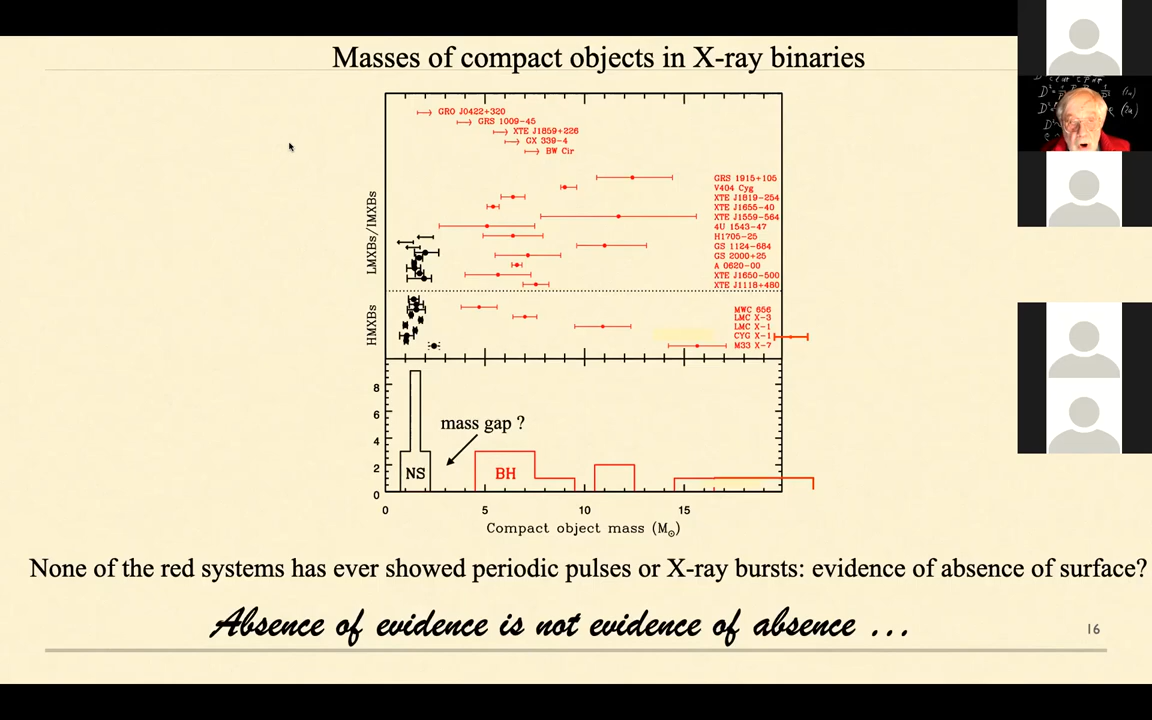 Masses of compact objects in X-ray binaries
GRO J0422+320
GRS 1009-45
XTE J1859+226
GX 339-4
BW Cir
GRS 1915+105
V404 Cyg
XTE J1819-254
XTE J1655-40
XTE J1559-564
4U 1543-47
H1705-25
GS 1124-684
GS 2000+25
A 0620-00
XTE J1650-500
XTE J1118+480
LMXBs/IMXBs
MWC 656
LMC X-3
LMC X-1
CYG X-1
M33 X-7
HMXBs
8
6
4
2
0
mass gap ?
NS
BH
0 5 10 15
Compact object mass (M⊙)
None of the red systems has ever showed periodic pulses or X-ray bursts: evidence of absence of surface?
Absence of evidence is not evidence of absence ...
16